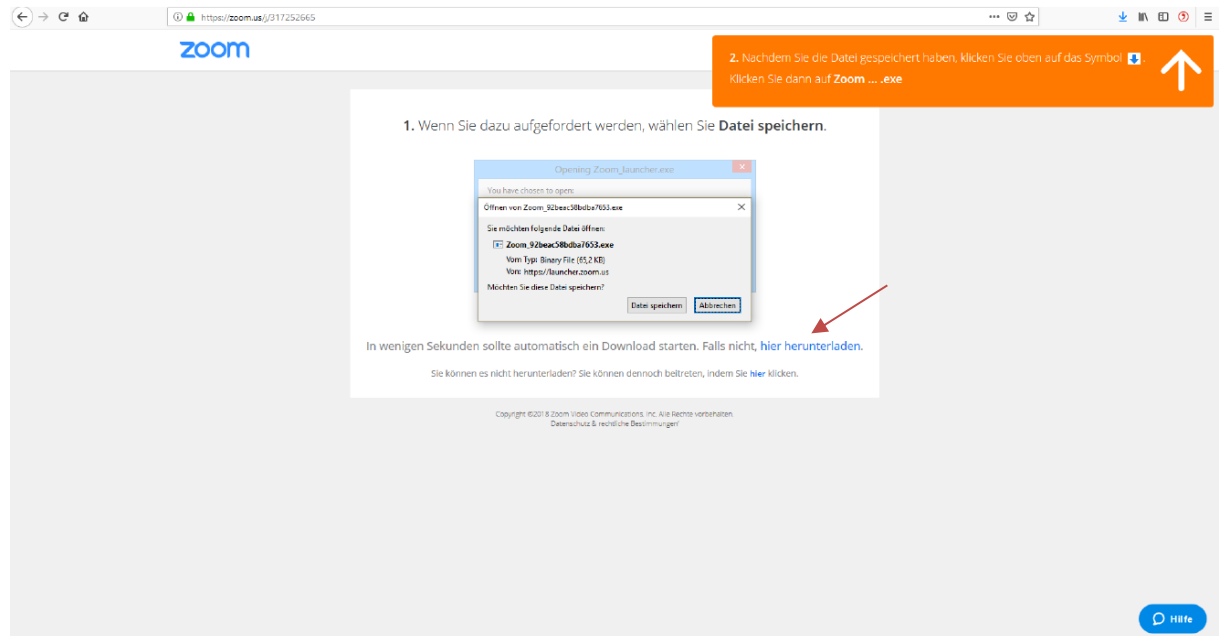 https://zoom.us/j/317252665
zoom
2. Nachdem Sie die Datei gespeichert haben, klicken Sie oben auf das Symbol .
Klicken Sie dann auf Zoom ... .exe
1. Wenn Sie dazu aufgefordert werden, wählen Sie Datei speichern.
Opening Zoom_launcher.exe
You have chosen to open:
Öffnen von Zoom_92beac58bdba7653.exe
Sie möchten folgende Datei öffnen:
Zoom_92beac58bdba7653.exe
Vom Typ: Binary File (65,2 KB)
Von: https://launcher.zoom.us
Möchten Sie diese Datei speichern?
Datei speichern Abbrechen
In wenigen Sekunden sollte automatisch ein Download starten. Falls nicht, hier herunterladen.
Sie können es nicht herunterladen? Sie können dennoch beitreten, indem Sie hier klicken.
Copyright ©2018 Zoom Video Communications, Inc. Alle Rechte vorbehalten.
Datenschutz & rechtliche Bestimmungen
Hilfe